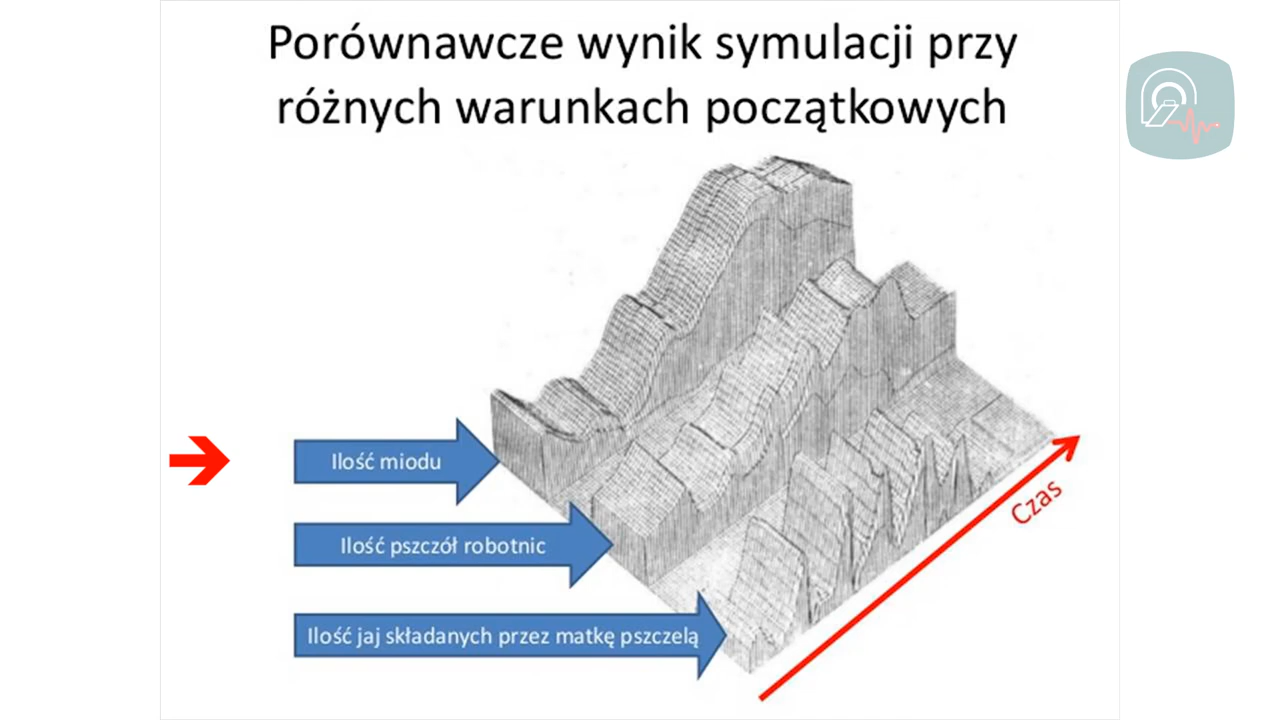 Porównawcze wynik symulacji przy
różnych warunkach początkowych
Ilość miodu
Ilość pszczół robotnic
Ilość jaj składanych przez matkę pszczelą
Czas